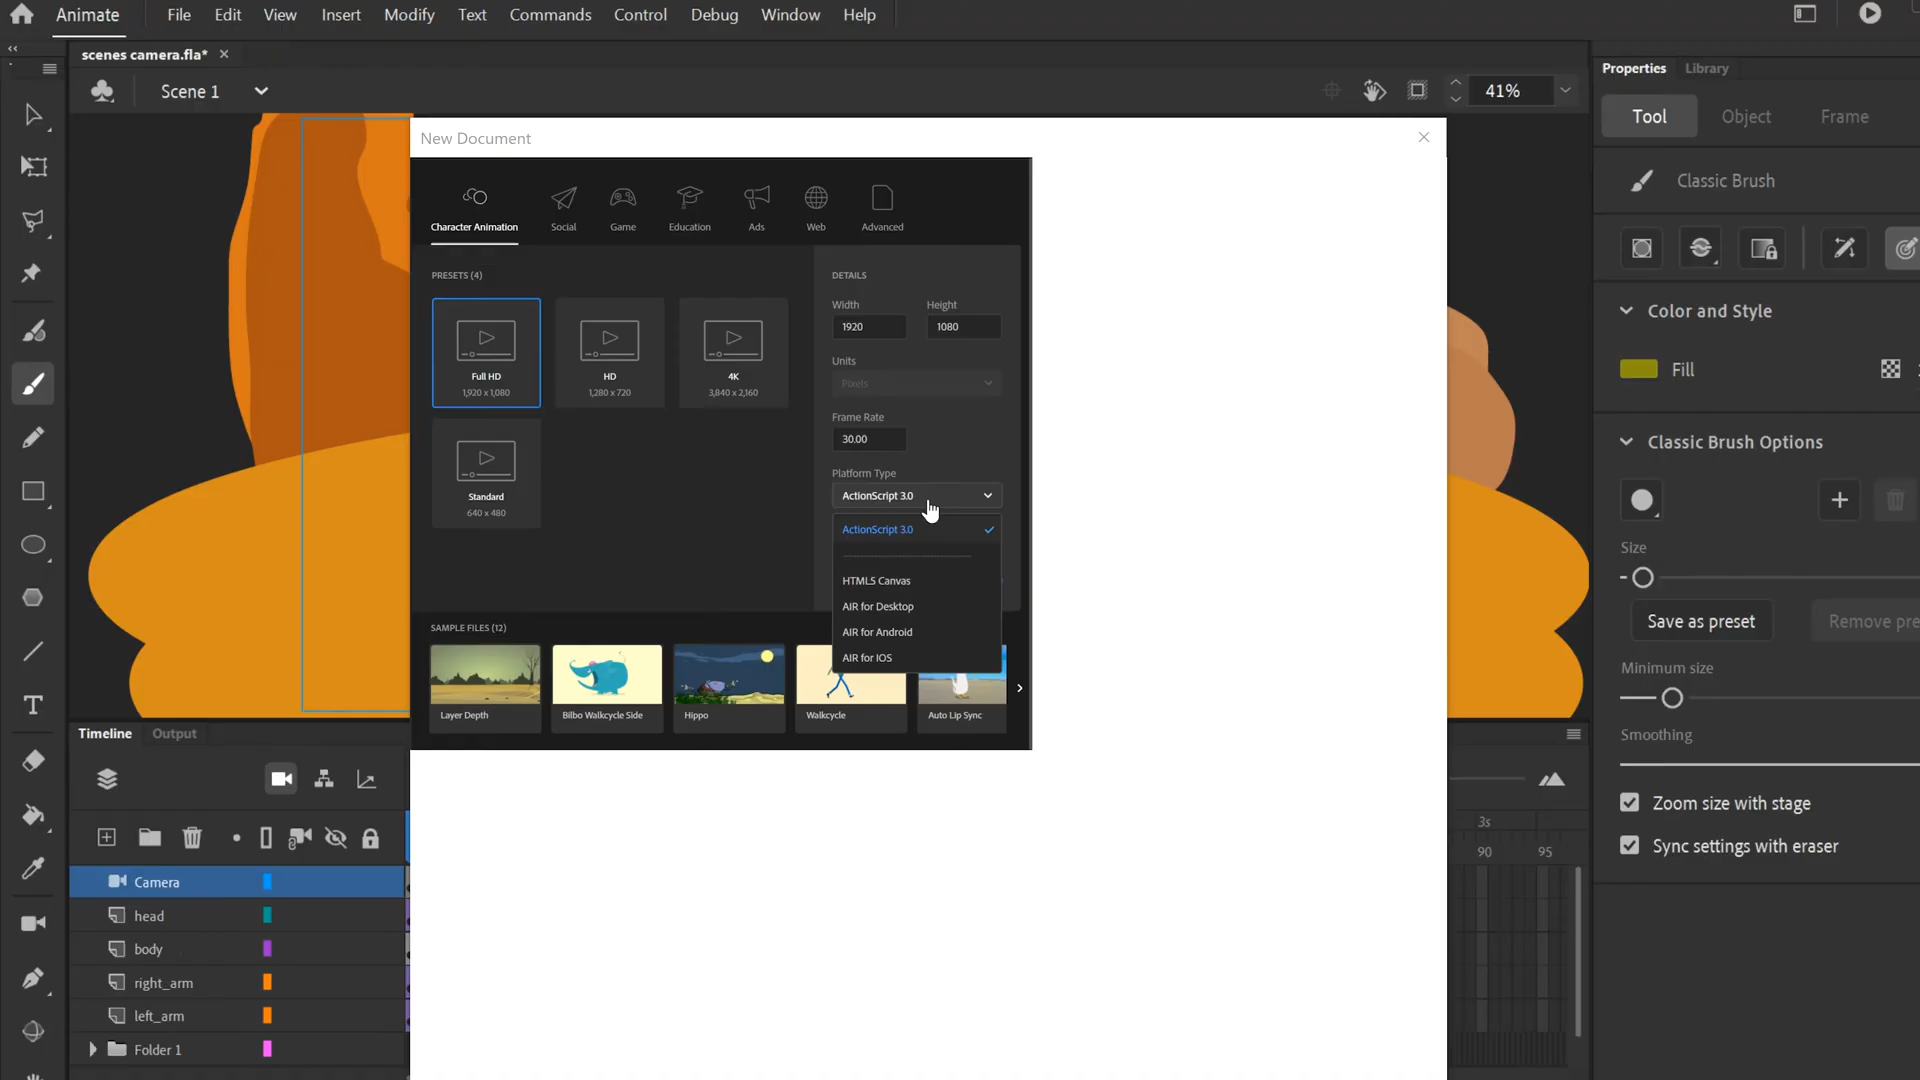 Animate File Edit View Insert Modify Text Commands Control Debug Window Help
scenes camera.fla*
Scene 1
41%
Properties Library
Tool Object Frame
Classic Brush
Color and Style
Fill
Classic Brush Options
Size
Save as preset
Minimum size
Smoothing
Zoom size with stage
Sync settings with eraser
New Document
Character Animation Social Game Education Ads Web Advanced
PRESETS (4)
Full HD
1,920 x 1,080
HD
1,280 x 720
4K
3,840 x 2,160
Standard
640 x 480
DETAILS
Width Height
1920 1080
Units
Pixels
Frame Rate
30.00
Platform Type
ActionScript 3.0
ActionScript 3.0
HTML5 Canvas
AIR for Desktop
AIR for Android
AIR for IOS
SAMPLE FILES (12)
Layer Depth Bilbo Walkcycle Side Hippo Walkcycle Auto Lip Sync
Timeline Output
3s
90 95
Camera
head
body
right_arm
left_arm
Folder 1